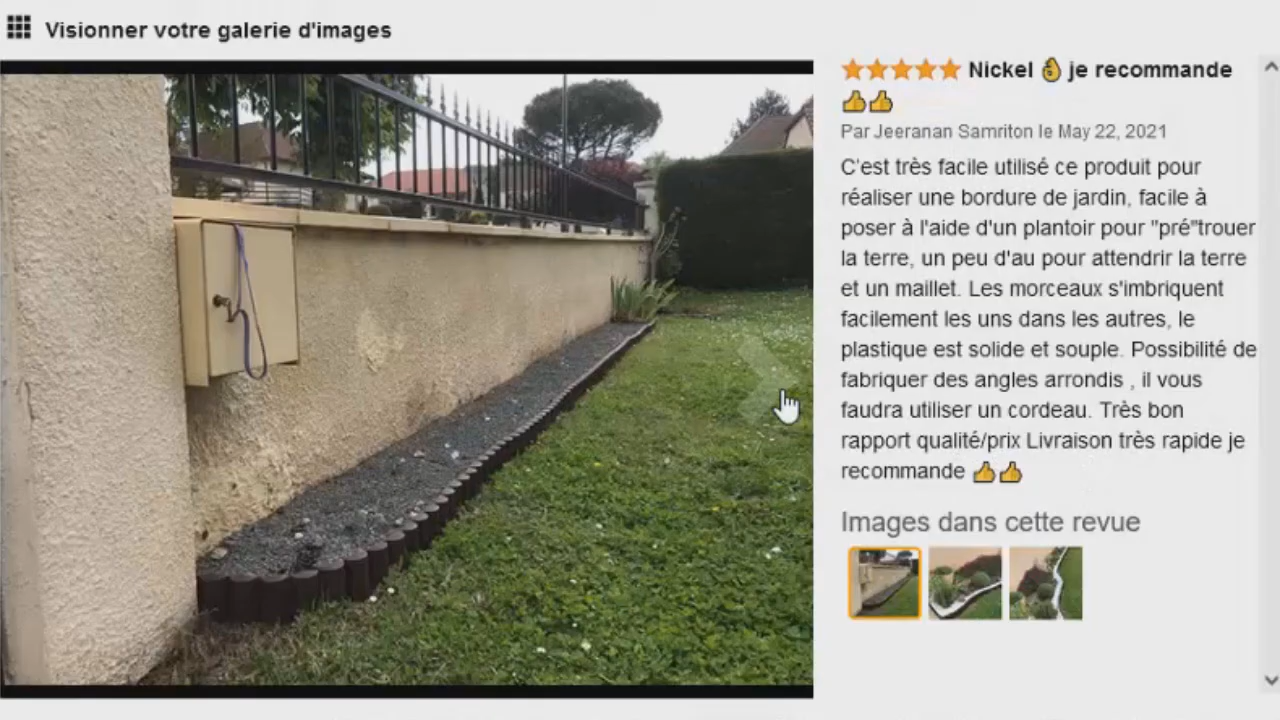 Visionner votre galerie d'images
Nickel 👌 je recommande
👍👍
Par Jeeranan Samriton le May 22, 2021
C'est très facile utilisé ce produit pour
réaliser une bordure de jardin, facile à
poser à l'aide d'un plantoir pour "pré"trouer
la terre, un peu d'au pour attendrir la terre
et un maillet. Les morceaux s'imbriquent
facilement les uns dans les autres, le
plastique est solide et souple. Possibilité de
fabriquer des angles arrondis , il vous
faudra utiliser un cordeau. Très bon
rapport qualité/prix Livraison très rapide je
recommande 👍👍
Images dans cette revue